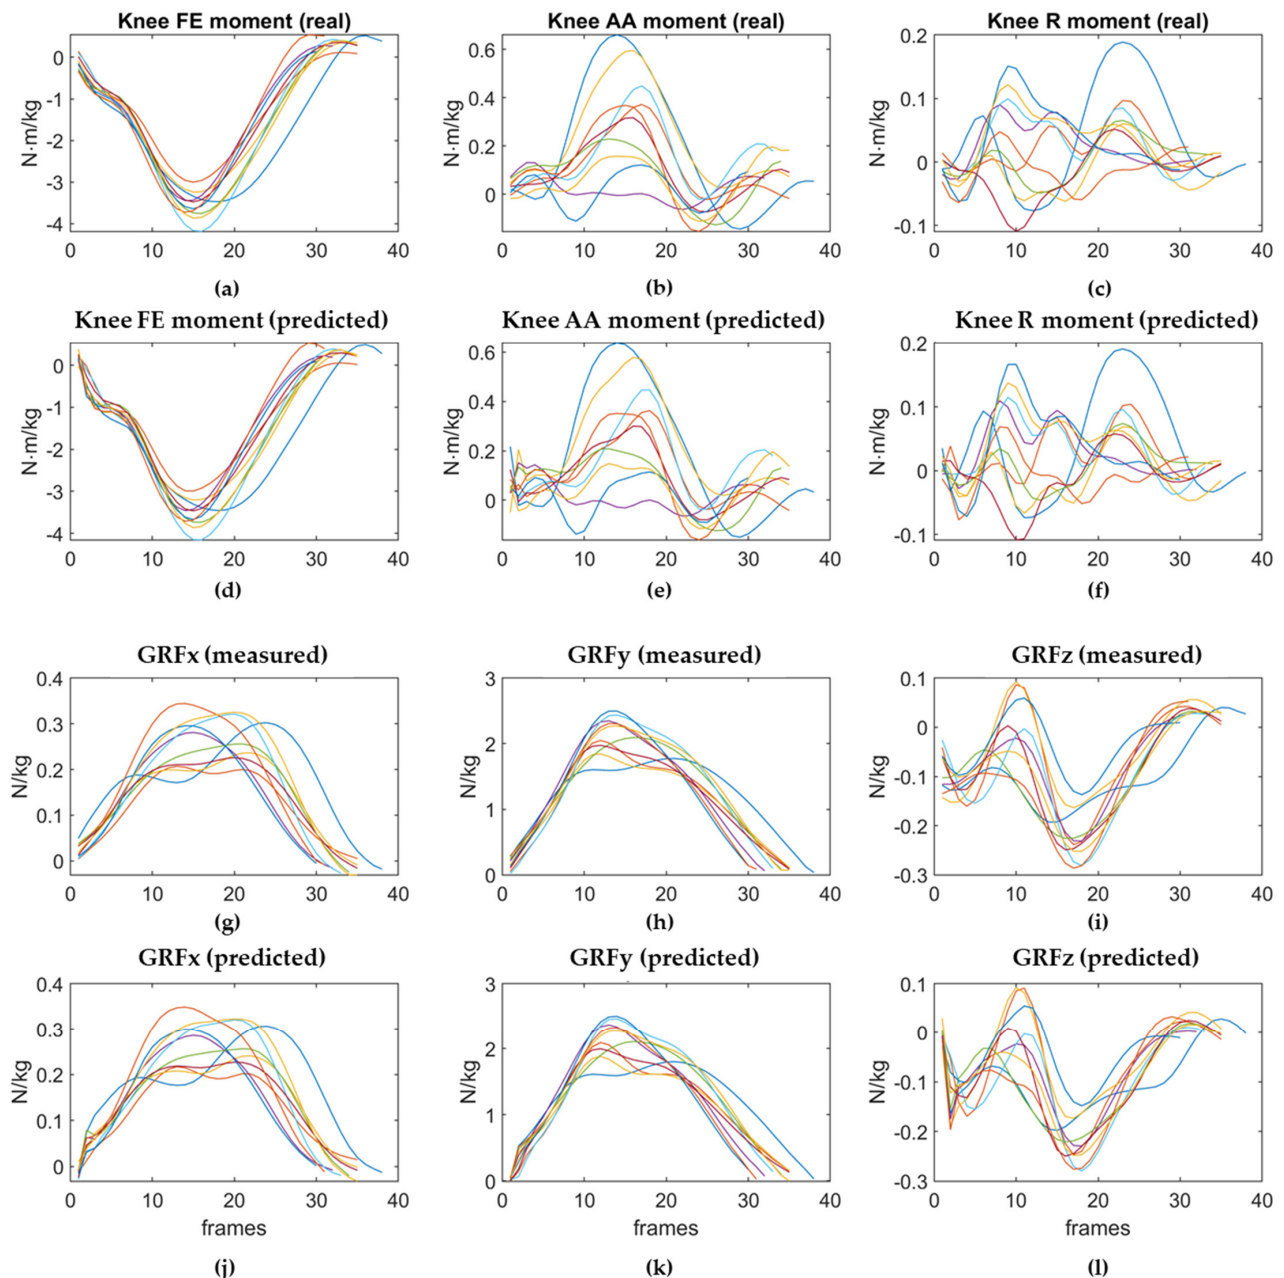 Knee FE moment (real) Knee AA moment (real) Knee R moment (real)
N·m/kg 0 -1 -2 -3 -4
N·m/kg 0.6 0.4 0.2 0
N·m/kg 0.2 0.1 0 -0.1
0 10 20 30 40 0 10 20 30 40 0 10 20 30 40
(a) (b) (c)
Knee FE moment (predicted) Knee AA moment (predicted) Knee R moment (predicted)
N·m/kg 0 -1 -2 -3 -4
N·m/kg 0.6 0.4 0.2 0
N·m/kg 0.2 0.1 0 -0.1
0 10 20 30 40 0 10 20 30 40 0 10 20 30 40
(d) (e) (f)
GRFx (measured) GRFy (measured) GRFz (measured)
N/kg 0.4 0.3 0.2 0.1 0
N/kg 3 2 1 0
N/kg 0.1 0 -0.1 -0.2 -0.3
0 10 20 30 40 0 10 20 30 40 0 10 20 30 40
(g) (h) (i)
GRFx (predicted) GRFy (predicted) GRFz (predicted)
N/kg 0.4 0.3 0.2 0.1 0
N/kg 3 2 1 0
N/kg 0.1 0 -0.1 -0.2 -0.3
0 10 20 30 40 0 10 20 30 40 0 10 20 30 40
frames frames frames
(j) (k) (l)